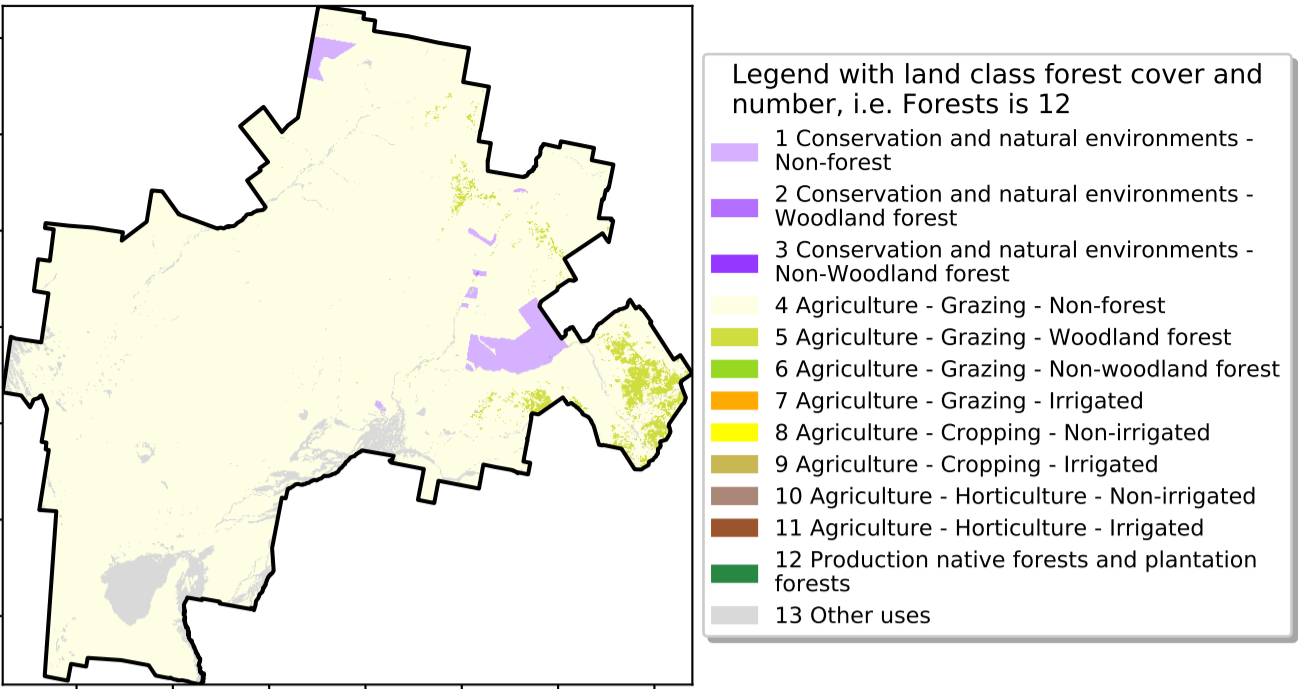 Legend with land class forest cover and
number, i.e. Forests is 12
1 Conservation and natural environments -
Non-forest
2 Conservation and natural environments -
Woodland forest
3 Conservation and natural environments -
Non-Woodland forest
4 Agriculture - Grazing - Non-forest
5 Agriculture - Grazing - Woodland forest
6 Agriculture - Grazing - Non-woodland forest
7 Agriculture - Grazing - Irrigated
8 Agriculture - Cropping - Non-irrigated
9 Agriculture - Cropping - Irrigated
10 Agriculture - Horticulture - Non-irrigated
11 Agriculture - Horticulture - Irrigated
12 Production native forests and plantation
forests
13 Other uses